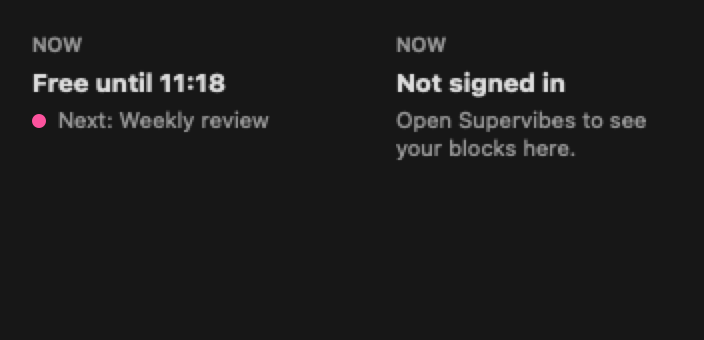 NOW
Free until 11:18
Next: Weekly review
NOW
Not signed in
Open Supervibes to see
your blocks here.